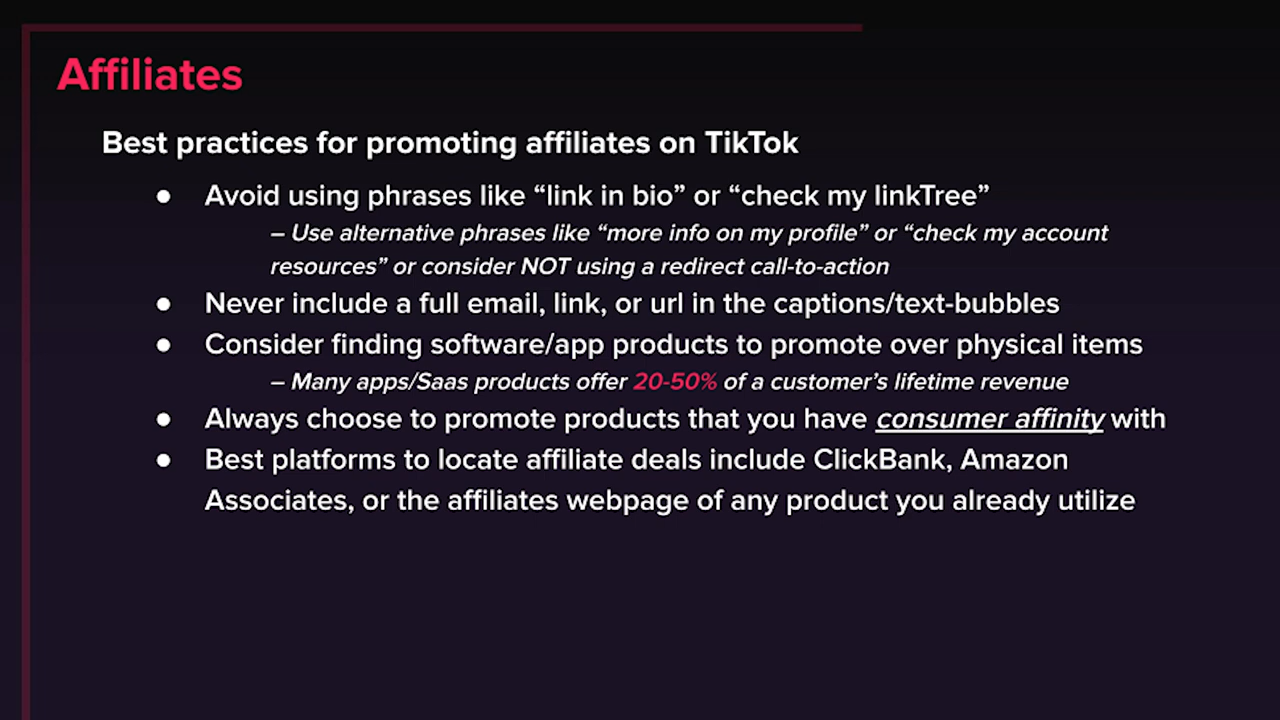 Affiliates
Best practices for promoting affiliates on TikTok
● Avoid using phrases like “link in bio” or “check my linkTree”
– Use alternative phrases like “more info on my profile” or “check my account
resources” or consider NOT using a redirect call-to-action
● Never include a full email, link, or url in the captions/text-bubbles
● Consider finding software/app products to promote over physical items
– Many apps/Saas products offer 20-50% of a customer’s lifetime revenue
● Always choose to promote products that you have consumer affinity with
● Best platforms to locate affiliate deals include ClickBank, Amazon
Associates, or the affiliates webpage of any product you already utilize